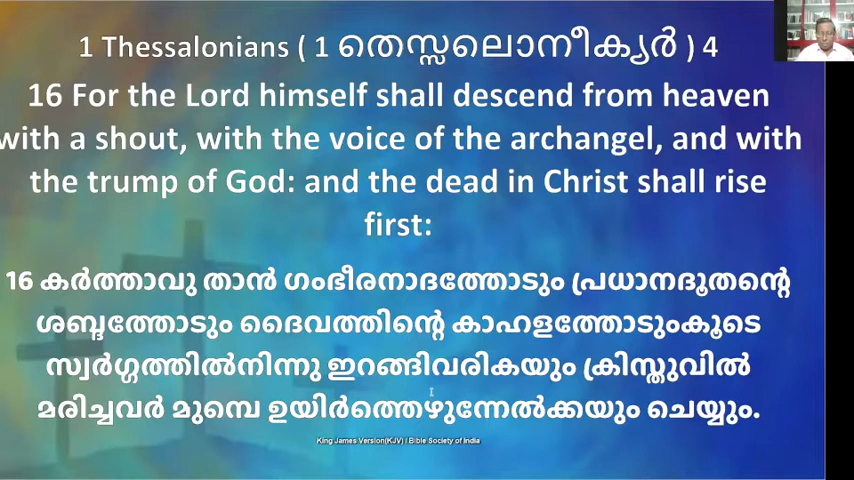 1 Thessalonians ( 1 തെസ്സലൊനീക്യർ ) 4
16 For the Lord himself shall descend from heaven
with a shout, with the voice of the archangel, and with
the trump of God: and the dead in Christ shall rise
first:
16 കർത്താവു താൻ ഗംഭീരനാദത്തോടും പ്രധാനദൂതന്റെ
ശബ്ദത്തോടും ദൈവത്തിന്റെ കാഹളത്തോടുംകൂടെ
സ്വർഗ്ഗത്തിൽനിന്നു ഇറങ്ങിവരികയും ക്രിസ്തുവിൽ
മരിച്ചവർ മുമ്പെ ഉയിർത്തെഴുന്നേൽക്കയും ചെയ്യും.
King James Version(KJV) | Bible Society of India